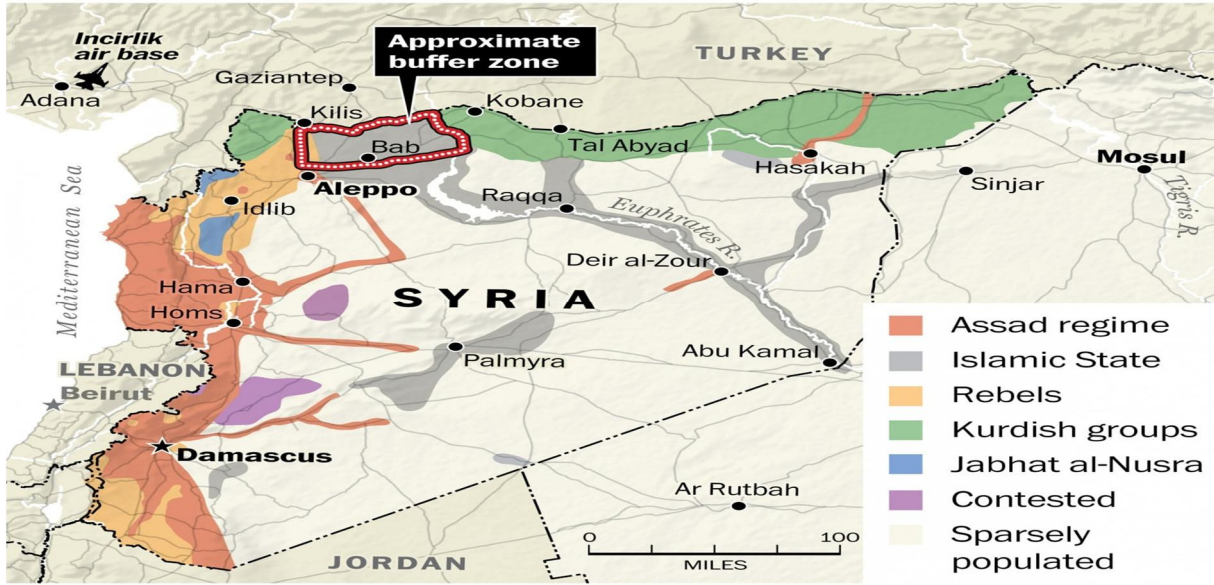 Incirlik
air base
Adana
Gaziantep
Approximate
buffer zone
TURKEY
Kilis
Kobane
Bab
Tal Abyad
Aleppo
Hasakah
Mosul
Sinjar
Tigris R.
Idlib
Raqqa
Euphrates R.
Mediterranean Sea
Deir al-Zour
Hama
SYRIA
Homs
Palmyra
Abu Kamal
LEBANON
Beirut
Damascus
Ar Rutbah
JORDAN
0 100
MILES
Assad regime
Islamic State
Rebels
Kurdish groups
Jabhat al-Nusra
Contested
Sparsely
populated